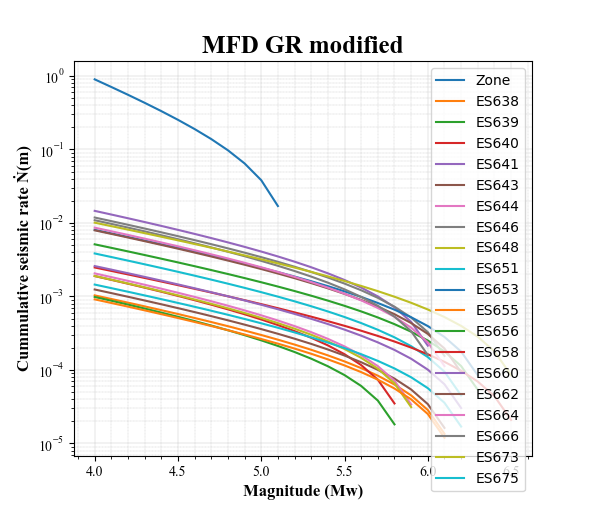 MFD GR modified
Cummulative seismic rate Ṅ(m)
10⁰
10⁻¹
10⁻²
10⁻³
10⁻⁴
10⁻⁵
4.0 4.5 5.0 5.5 6.0 6.5
Magnitude (Mw)
Zone
ES638
ES639
ES640
ES641
ES643
ES644
ES646
ES648
ES651
ES653
ES655
ES656
ES658
ES660
ES662
ES664
ES666
ES673
ES675